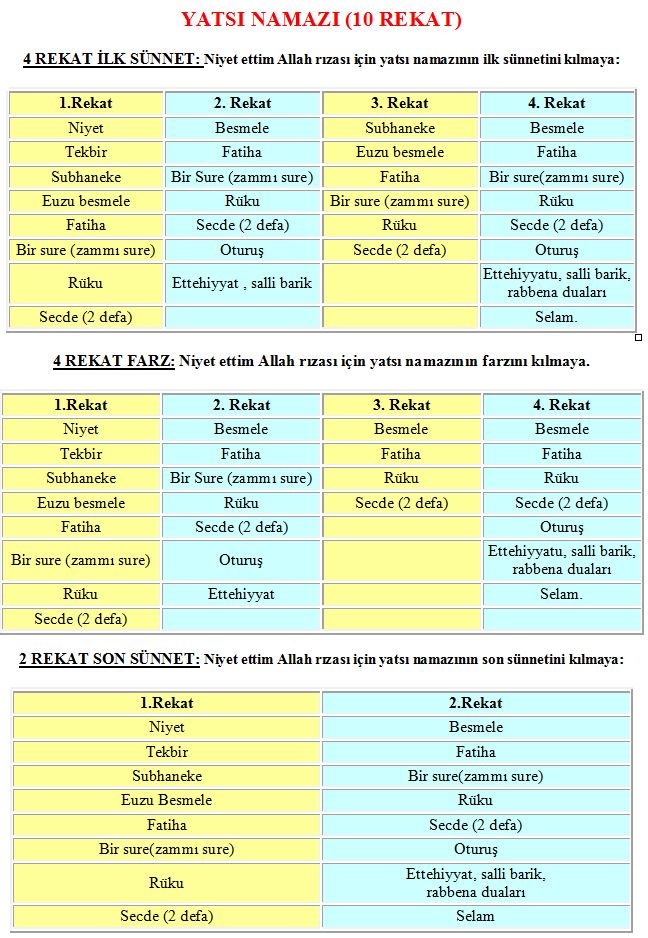 YATSI NAMAZI (10 REKAT)
4 REKAT İLK SÜNNET: Niyet ettim Allah rızası için yatsı namazının ilk sünnetini kılmaya:
1.Rekat 2. Rekat 3. Rekat 4. Rekat
Niyet Besmele Subhaneke Besmele
Tekbir Fatiha Euzu besmele Fatiha
Subhaneke Bir Sure (zammı sure) Fatiha Bir sure(zammı sure)
Euzu besmele Rüku Bir sure (zammı sure) Rüku
Fatiha Secde (2 defa) Rüku Secde (2 defa)
Bir sure (zammı sure) Oturuş Secde (2 defa) Oturuş
Rüku Ettehiyyat , salli barik Ettehiyyatu, salli barik,
rabbena duaları
Secde (2 defa) Selam.
4 REKAT FARZ: Niyet ettim Allah rızası için yatsı namazının farzını kılmaya.
1.Rekat 2. Rekat 3. Rekat 4. Rekat
Niyet Besmele Besmele Besmele
Tekbir Fatiha Fatiha Fatiha
Subhaneke Bir Sure (zammı sure) Rüku Rüku
Euzu besmele Rüku Secde (2 defa) Secde (2 defa)
Fatiha Secde (2 defa) Oturuş
Bir sure (zammı sure) Oturuş Ettehiyyatu, salli barik,
rabbena duaları
Rüku Ettehiyyat Selam.
Secde (2 defa)
2 REKAT SON SÜNNET: Niyet ettim Allah rızası için yatsı namazının son sünnetini kılmaya:
1.Rekat 2.Rekat
Niyet Besmele
Tekbir Fatiha
Subhaneke Bir sure(zammı sure)
Euzu Besmele Rüku
Fatiha Secde (2 defa)
Bir sure(zammı sure) Oturuş
Rüku Ettehiyyat, salli barik,
rabbena duaları
Secde (2 defa) Selam